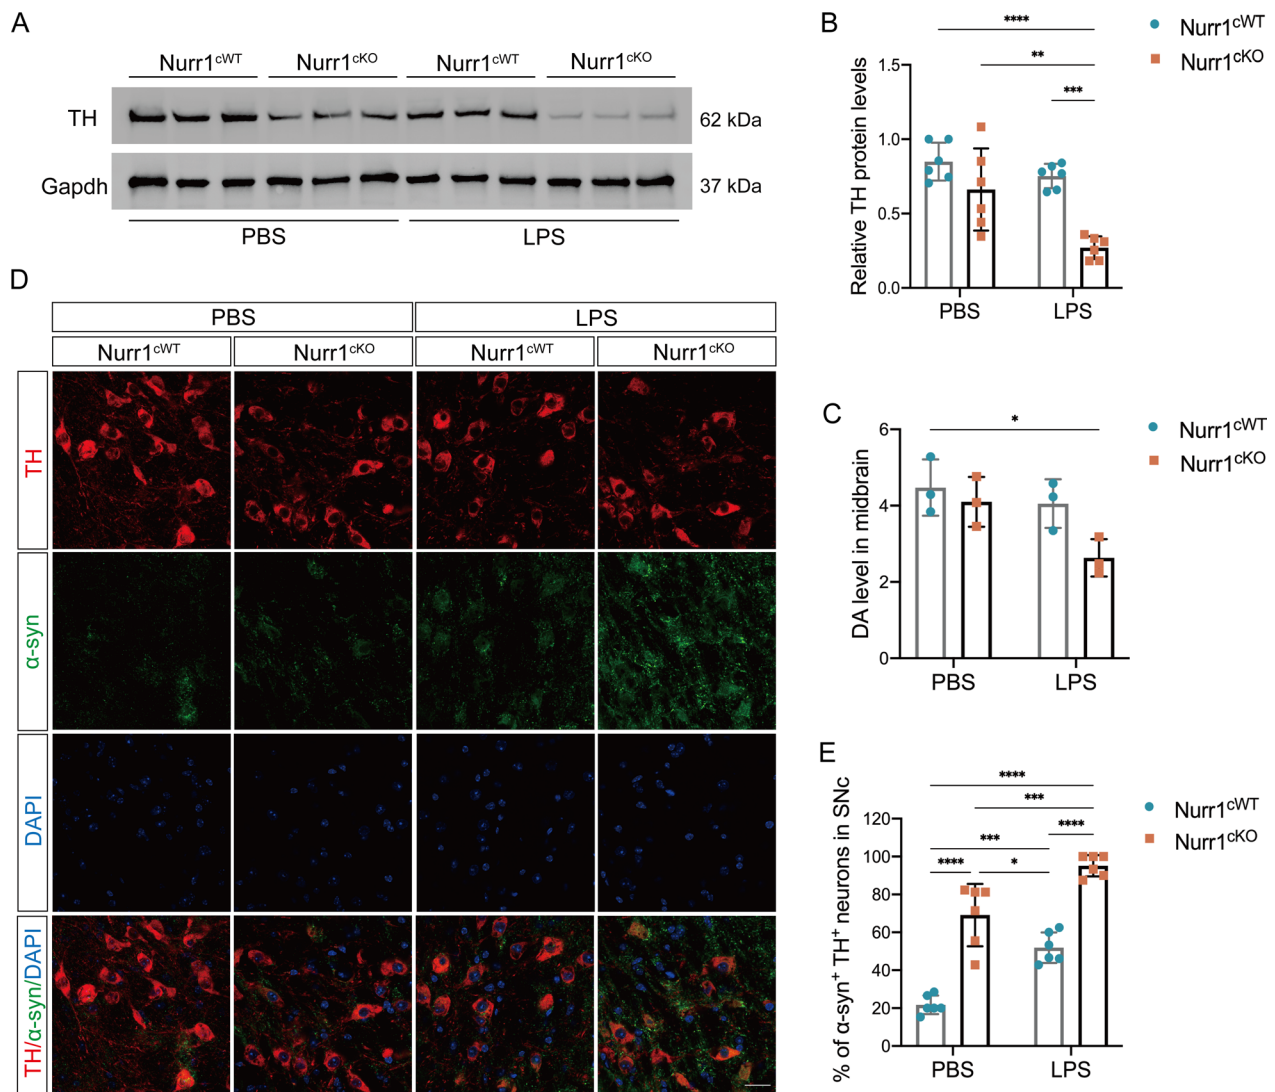 A
Nurr1cWT Nurr1cKO Nurr1cWT Nurr1cKO
TH 62 kDa
Gapdh 37 kDa
PBS LPS
B
Nurr1cWT
Nurr1cKO
****
**
***
Relative TH protein levels
1.5
1.0
0.5
0.0
PBS LPS
C
Nurr1cWT
Nurr1cKO
*
DA level in midbrain
6
4
2
0
PBS LPS
D
PBS LPS
Nurr1cWT Nurr1cKO Nurr1cWT Nurr1cKO
TH
α-syn
DAPI
TH/α-syn/DAPI
E
Nurr1cWT
Nurr1cKO
****
***
****
***
**** *
% of α-syn+ TH+ neurons in SNc
120
100
80
60
40
20
0
PBS LPS